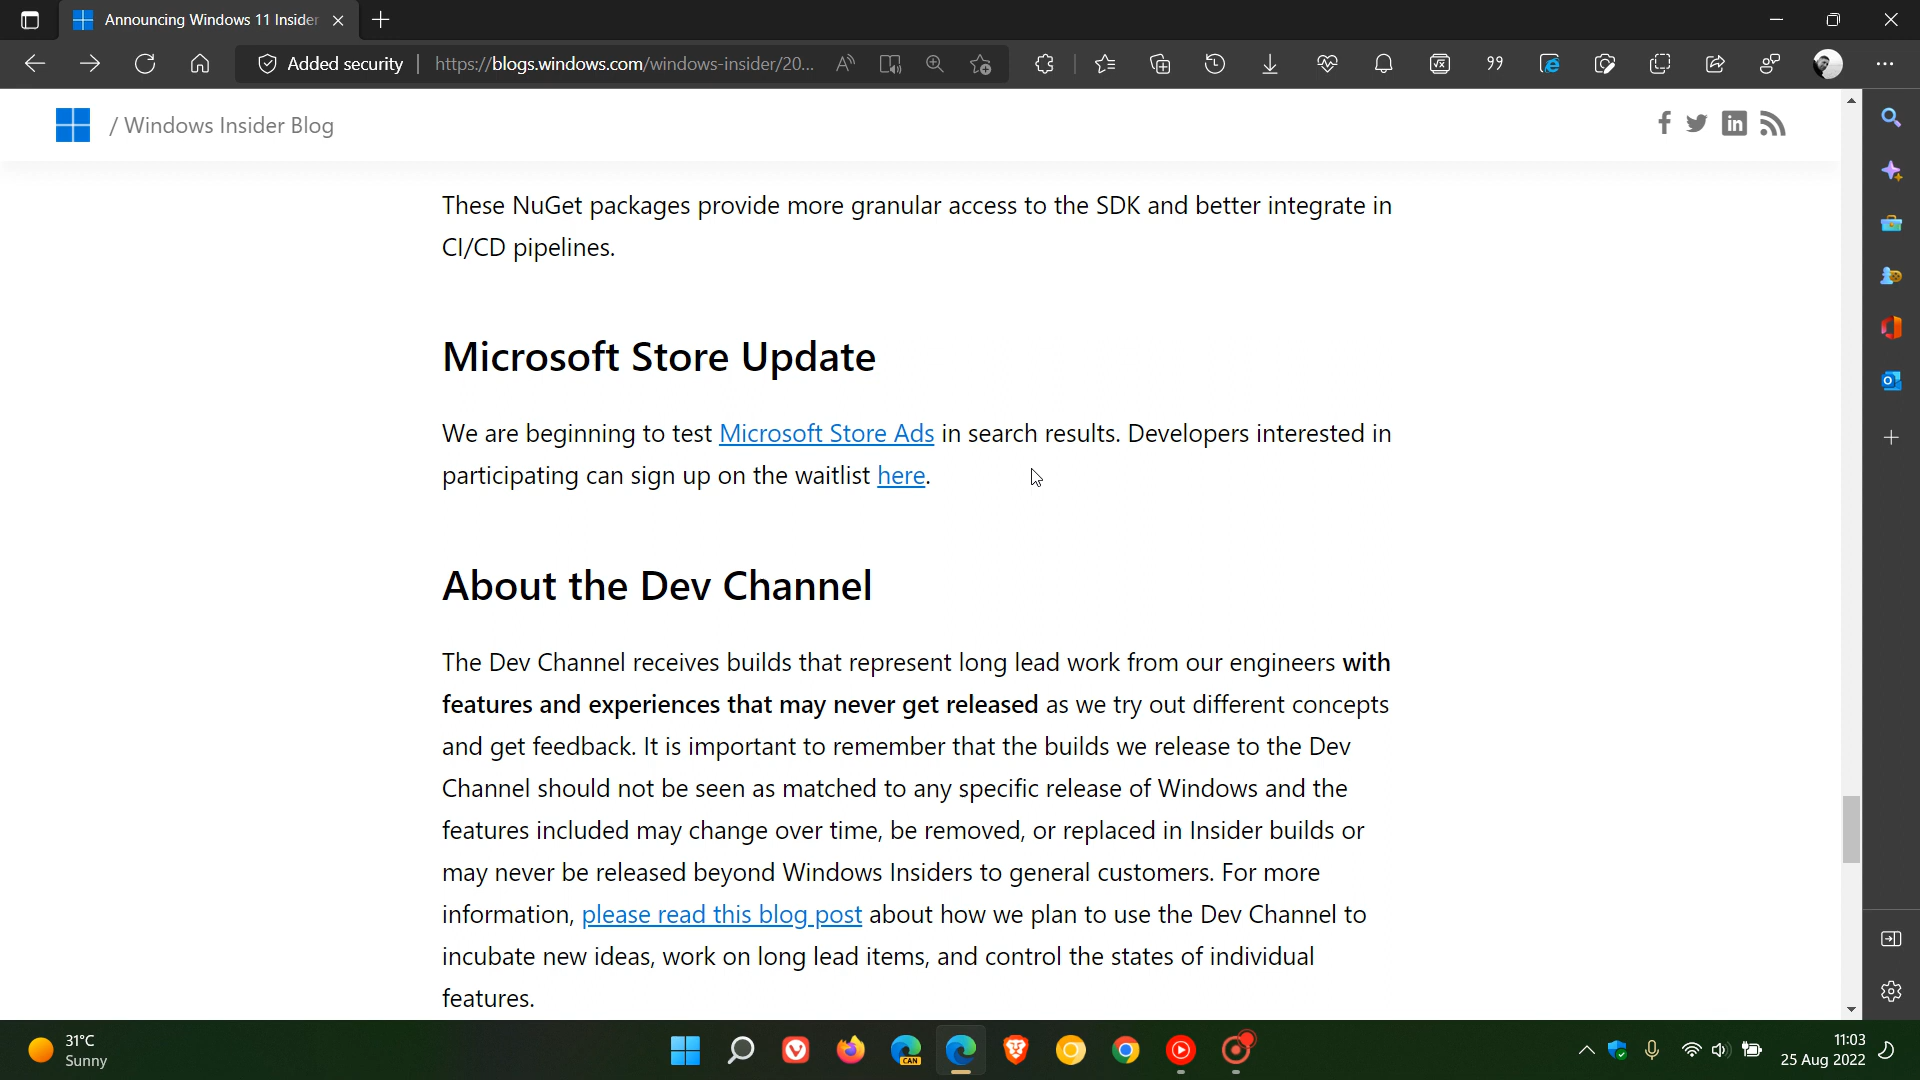 Announcing Windows 11 Insider
Added security
https://blogs.windows.com/windows-insider/20...
/ Windows Insider Blog
These NuGet packages provide more granular access to the SDK and better integrate in
CI/CD pipelines.
Microsoft Store Update
We are beginning to test Microsoft Store Ads in search results. Developers interested in
participating can sign up on the waitlist here.
About the Dev Channel
The Dev Channel receives builds that represent long lead work from our engineers with
features and experiences that may never get released as we try out different concepts
and get feedback. It is important to remember that the builds we release to the Dev
Channel should not be seen as matched to any specific release of Windows and the
features included may change over time, be removed, or replaced in Insider builds or
may never be released beyond Windows Insiders to general customers. For more
information, please read this blog post about how we plan to use the Dev Channel to
incubate new ideas, work on long lead items, and control the states of individual
features.
31°C
Sunny
CAN
11:03
25 Aug 2022